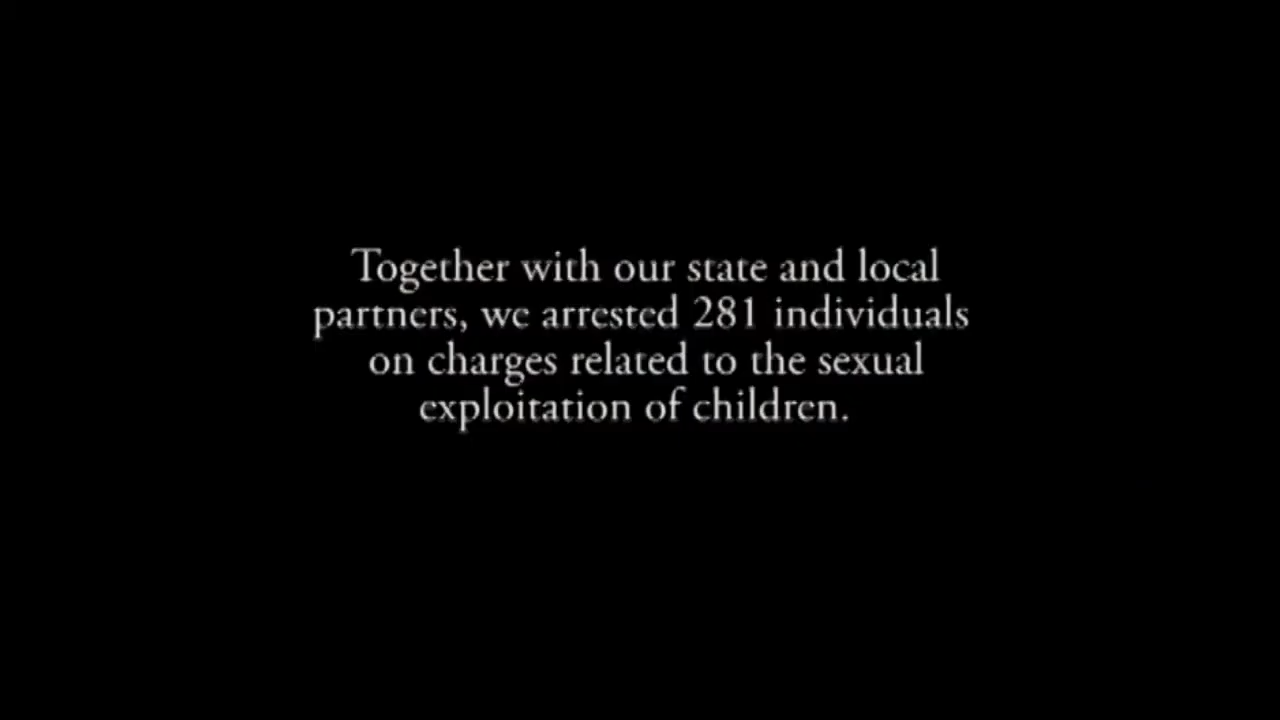 Together with our state and local
partners, we arrested 281 individuals
on charges related to the sexual
exploitation of children.